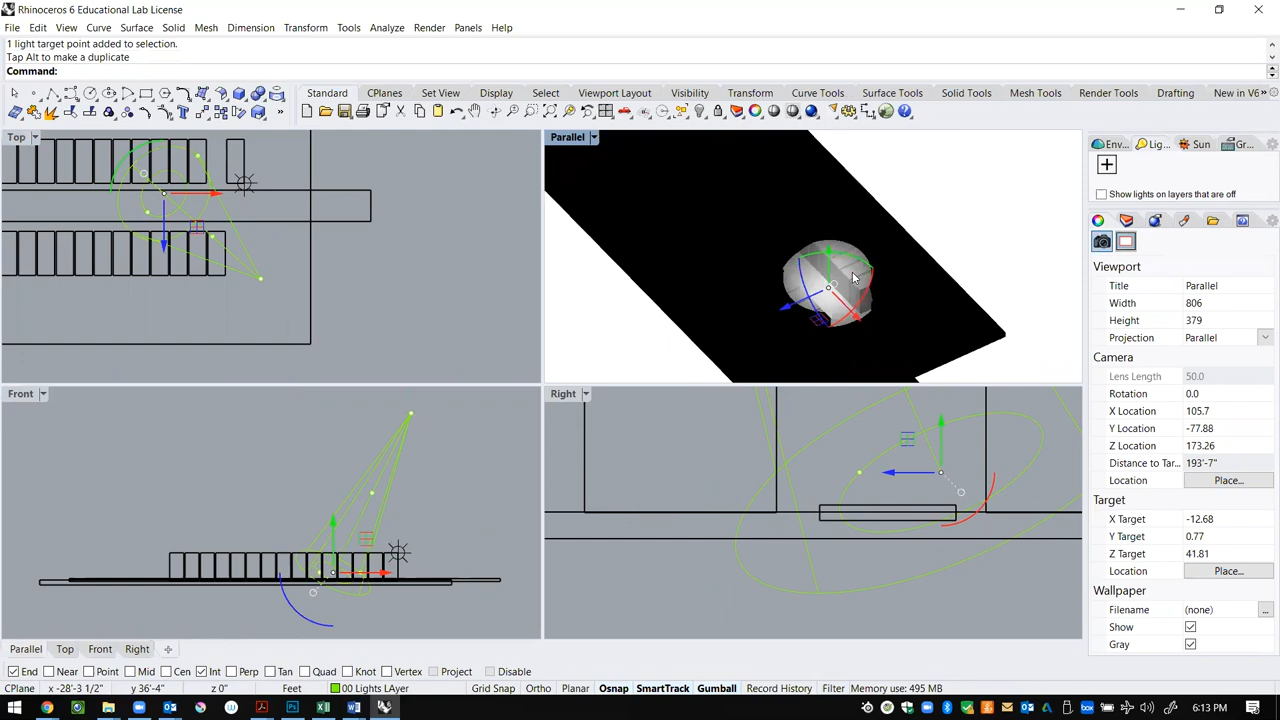 Rhinoceros 6 Educational Lab License
File Edit View Curve Surface Solid Mesh Dimension Transform Tools Analyze Render Panels Help
1 light target point added to selection.
Tap Alt to make a duplicate
Command:
Standard CPlanes Set View Display Select Viewport Layout Visibility Transform Curve Tools Surface Tools Solid Tools Mesh Tools Render Tools Drafting New in V6
Top
Parallel
Front
Right
Env... Lig... Sun Gr...
Show lights on layers that are off
Viewport
Title Parallel
Width 806
Height 379
Projection Parallel
Camera
Lens Length 50.0
Rotation 0.0
X Location 105.7
Y Location -77.88
Z Location 173.26
Distance to Tar... 193'-7"
Location Place...
Target
X Target -12.68
Y Target 0.77
Z Target 41.81
Location Place...
Wallpaper
Filename (none) ...
Show
Gray
Parallel Top Front Right
End Near Point Mid Cen Int Perp Tan Quad Knot Vertex Project Disable
CPlane x -28'-3 1/2" y 36'-4" z 0" Feet 00 Lights LAyer Grid Snap Ortho Planar Osnap SmartTrack Gumball Record History Filter Memory use: 495 MB
6:13 PM